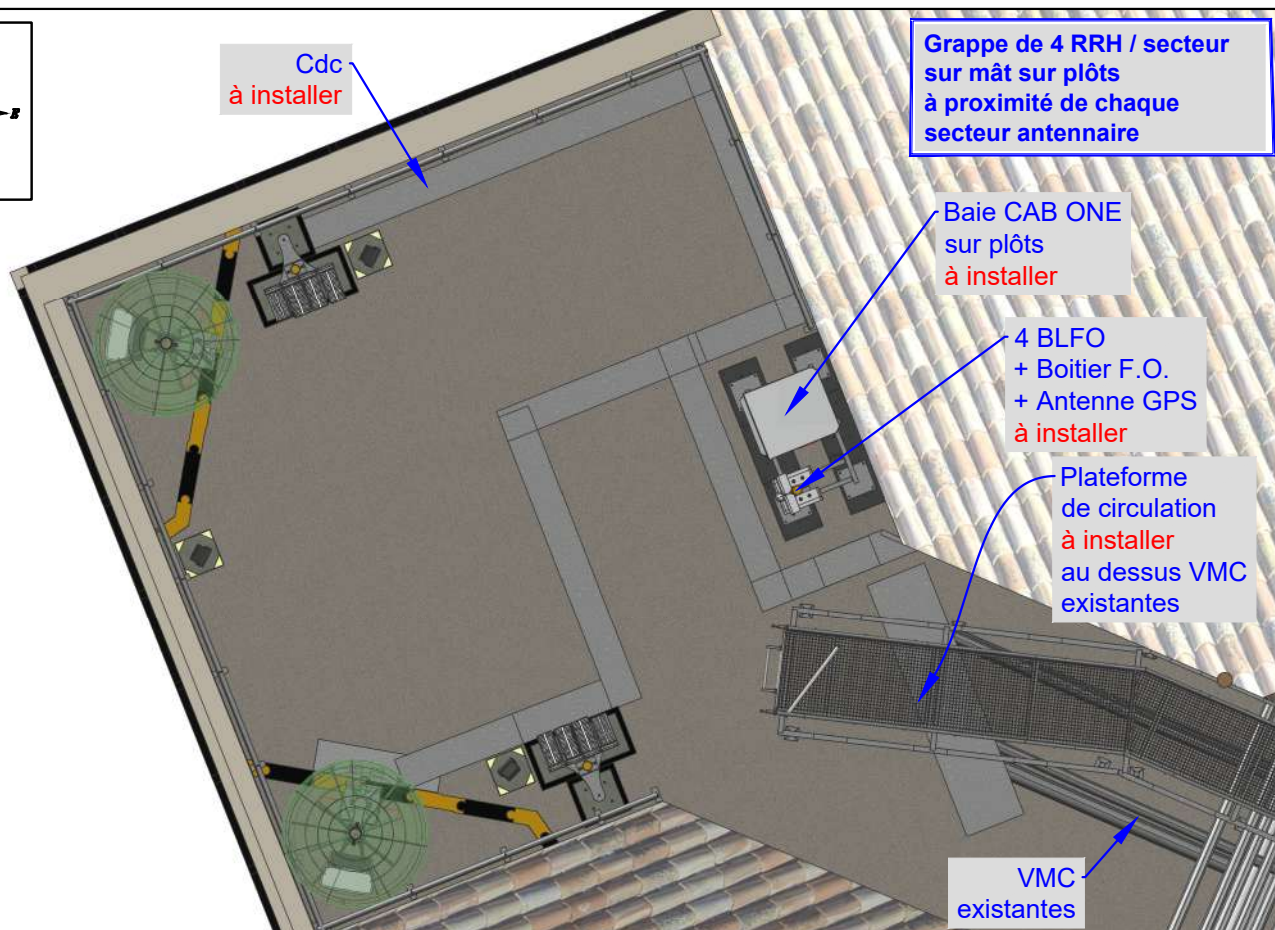 Cdc
à installer
Grappe de 4 RRH / secteur
sur mât sur plôts
à proximité de chaque
secteur antennaire
E
Baie CAB ONE
sur plôts
à installer
4 BLFO
+ Boitier F.O.
+ Antenne GPS
à installer
Plateforme
de circulation
à installer
au dessus VMC
existantes
VMC
existantes